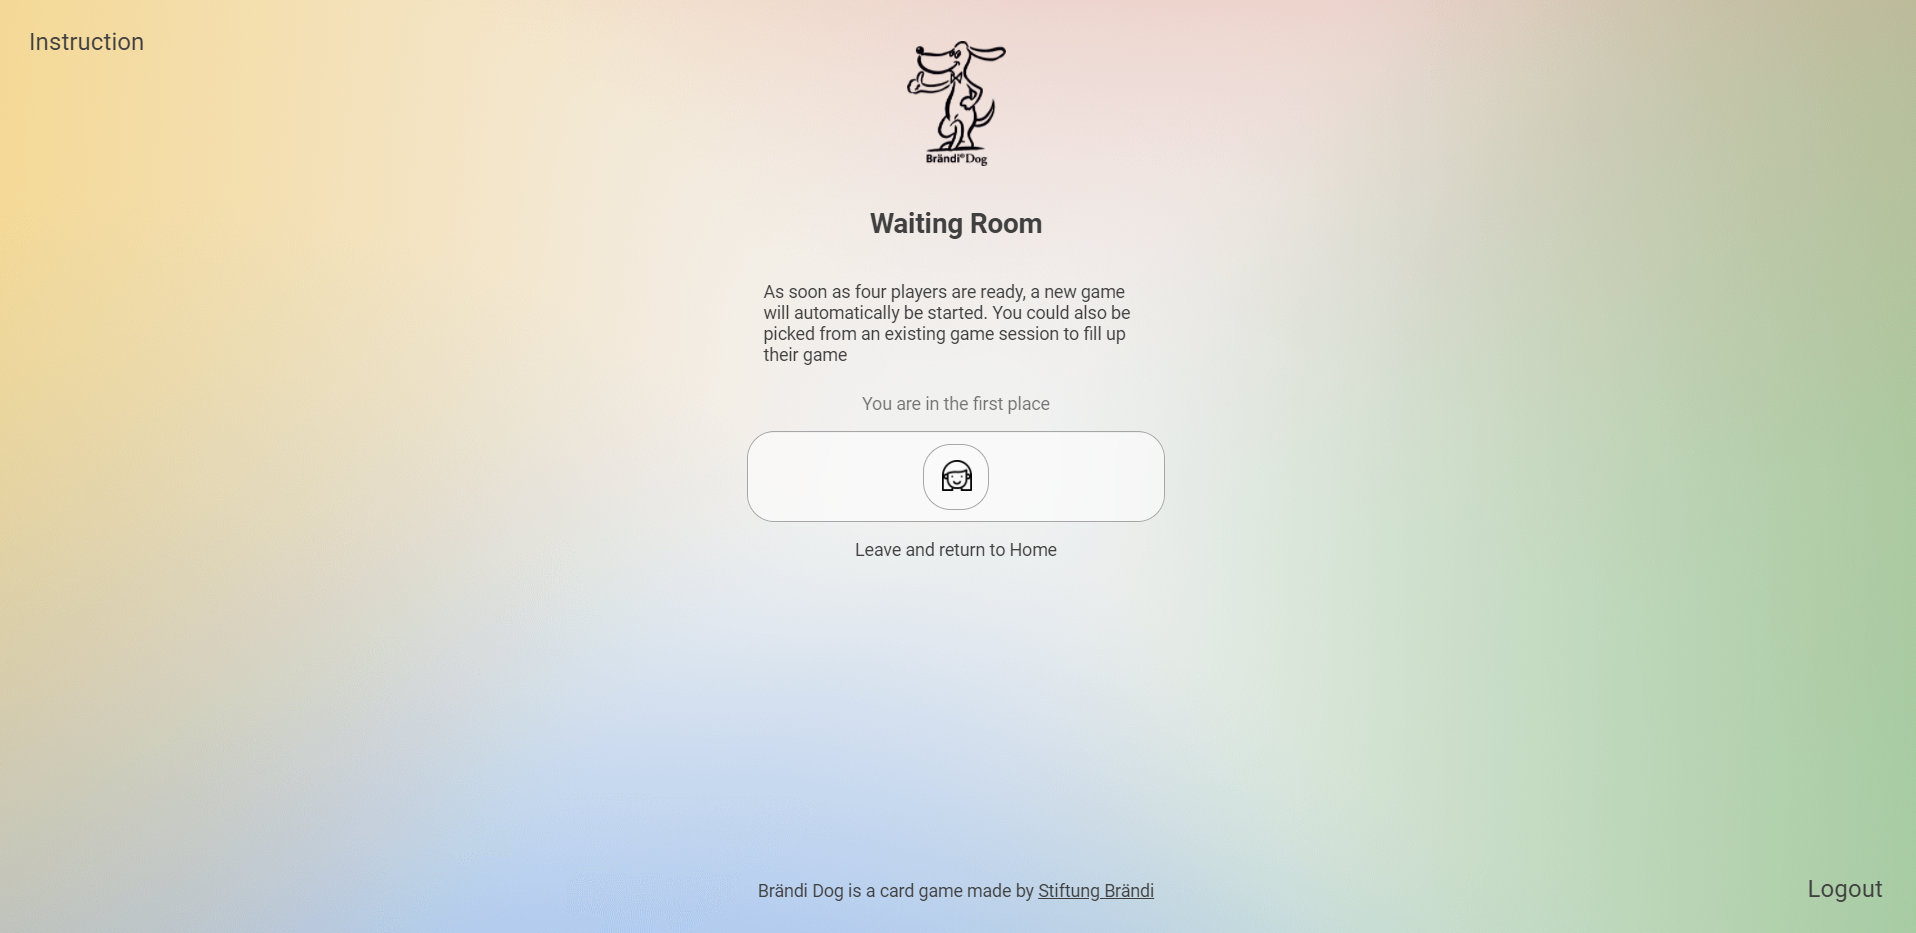 Instruction
Brändi®Dog
Waiting Room
As soon as four players are ready, a new game
will automatically be started. You could also be
picked from an existing game session to fill up
their game
You are in the first place
Leave and return to Home
Brändi Dog is a card game made by Stiftung Brändi
Logout